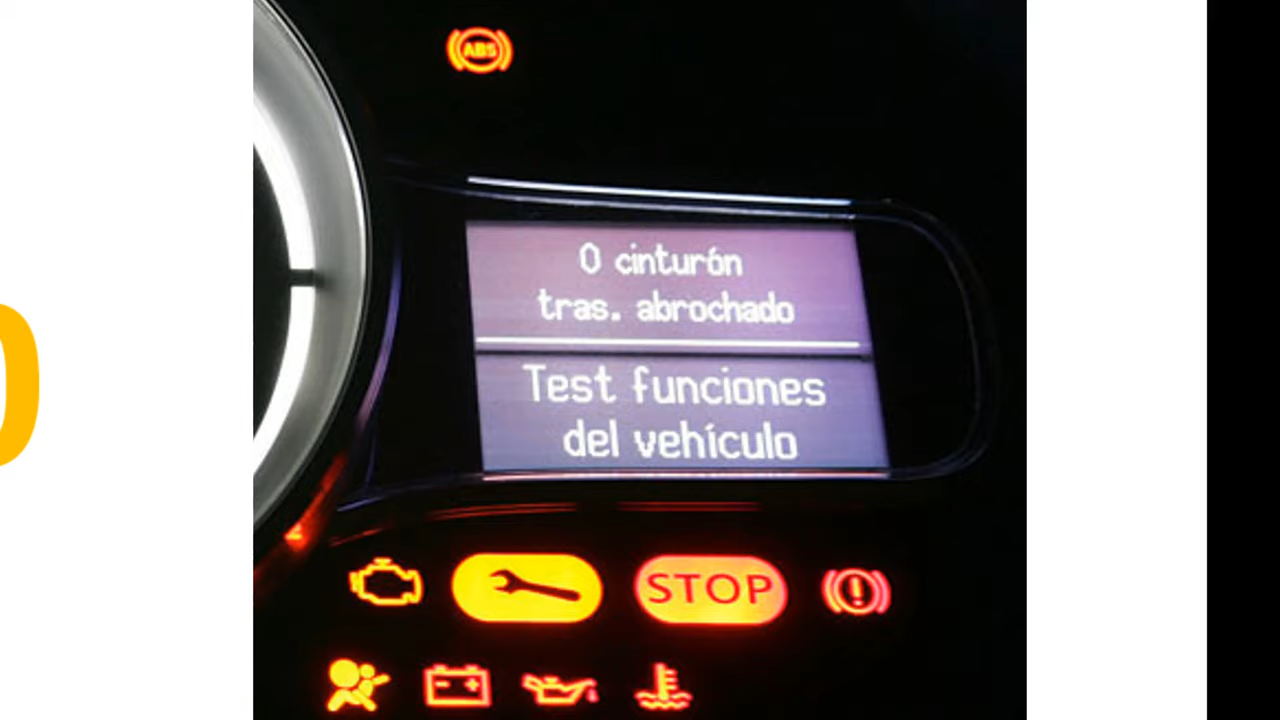 ABS
0 cinturón
tras. abrochado
Test funciones
del vehículo
STOP